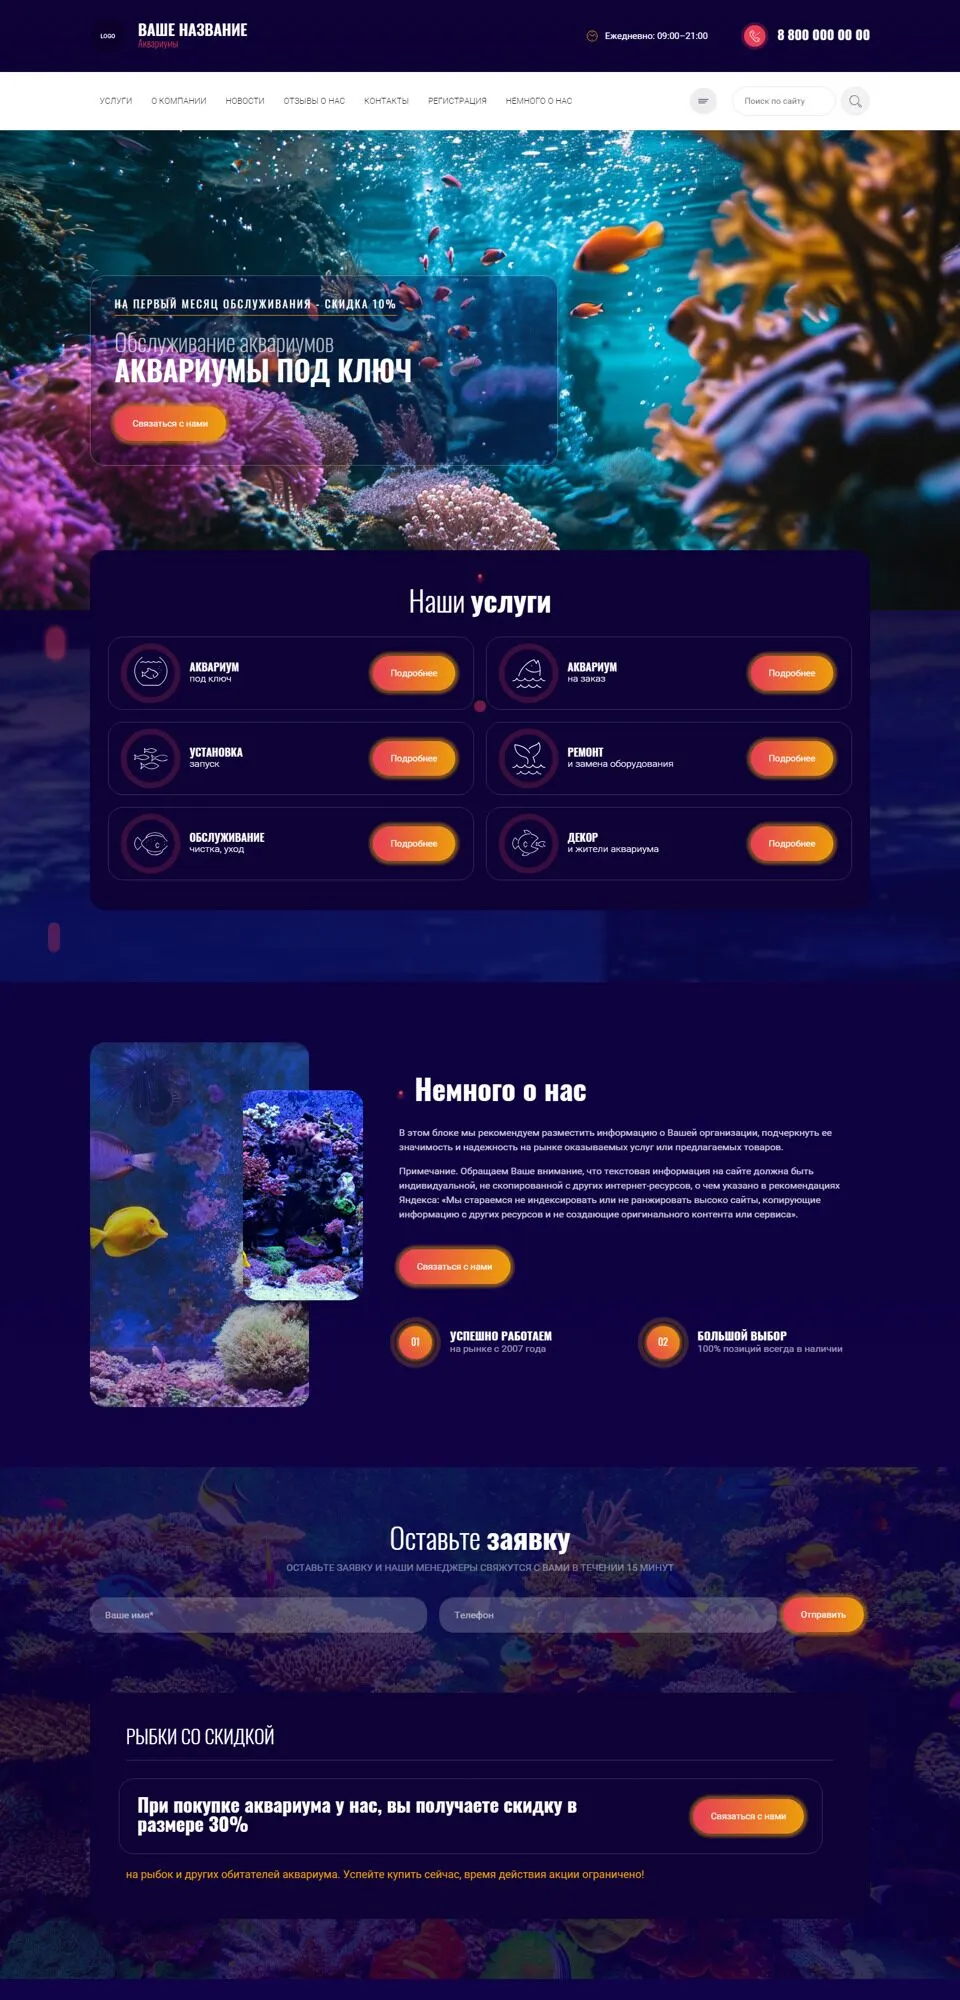 LOGO
ВАШЕ НАЗВАНИЕ
Аквариумы
Ежедневно: 09:00–21:00
8 800 000 00 00
УСЛУГИ О КОМПАНИИ НОВОСТИ ОТЗЫВЫ О НАС КОНТАКТЫ РЕГИСТРАЦИЯ НЕМНОГО О НАС
Поиск по сайту
НА ПЕРВЫЙ МЕСЯЦ ОБСЛУЖИВАНИЯ - СКИДКА 10%
Обслуживание аквариумов
АКВАРИУМЫ ПОД КЛЮЧ
Связаться с нами
Наши услуги
АКВАРИУМ
под ключ
Подробнее
АКВАРИУМ
на заказ
Подробнее
УСТАНОВКА
запуск
Подробнее
РЕМОНТ
и замена оборудования
Подробнее
ОБСЛУЖИВАНИЕ
чистка, уход
Подробнее
ДЕКОР
и жители аквариума
Подробнее
Немного о нас
В этом блоке мы рекомендуем разместить информацию о Вашей организации, подчеркнуть ее
значимость и надежность на рынке оказываемых услуг или предлагаемых товаров.
Примечание. Обращаем Ваше внимание, что текстовая информация на сайте должна быть
индивидуальной, не скопированной с других интернет-ресурсов, о чем указано в рекомендациях
Яндекса: «Мы стараемся не индексировать или не ранжировать высоко сайты, копирующие
информацию с других ресурсов и не создающие оригинального контента или сервиса».
Связаться с нами
01
УСПЕШНО РАБОТАЕМ
на рынке с 2007 года
02
БОЛЬШОЙ ВЫБОР
100% позиций всегда в наличии
Оставьте заявку
ОСТАВЬТЕ ЗАЯВКУ И НАШИ МЕНЕДЖЕРЫ СВЯЖУТСЯ С ВАМИ В ТЕЧЕНИИ 15 МИНУТ
Ваше имя*
Телефон
Отправить
РЫБКИ СО СКИДКОЙ
При покупке аквариума у нас, вы получаете скидку в
размере 30%
Связаться с нами
на рыбок и других обитателей аквариума. Успейте купить сейчас, время действия акции ограничено!